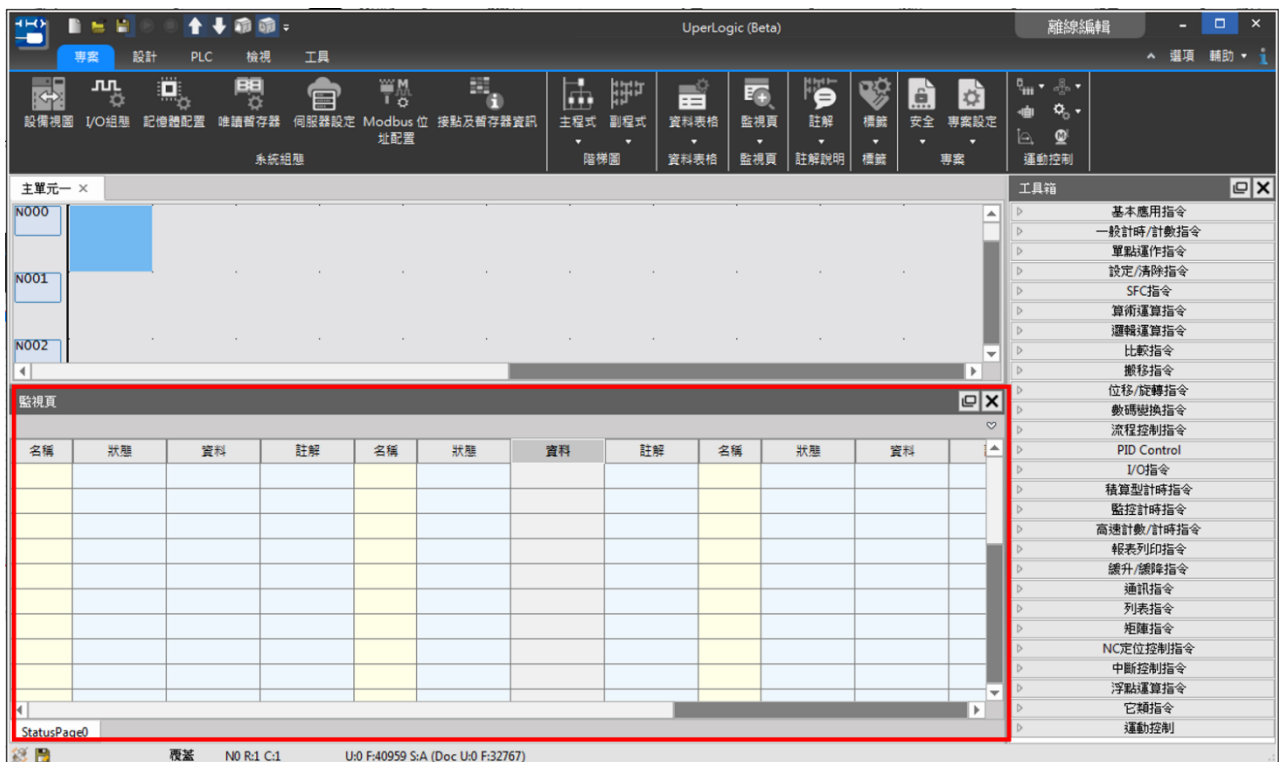 UperLogic (Beta)
離線編輯
專案 設計 PLC 檢視 工具
選項 輔助
設備視圖 I/O組態 記憶體配置 唯讀暫存器 伺服器設定 Modbus 位址配置 接點及暫存器資訊 主程式 副程式 資料表格 監視頁 註解 標籤 安全 專案設定
系統組態 階梯圖 資料表格 監視頁 註解說明 標籤 專案 運動控制
主單元一
N000
N001
N002
監視頁
名稱 狀態 資料 註解 名稱 狀態 資料 註解 名稱 狀態 資料
StatusPage0
工具箱
基本應用指令
一般計時/計數指令
單點運作指令
設定/清除指令
SFC指令
算術運算指令
邏輯運算指令
比較指令
搬移指令
位移/旋轉指令
數碼變換指令
流程控制指令
PID Control
I/O指令
積算型計時指令
監控計時指令
高速計數/計時指令
報表列印指令
緩升/緩降指令
通訊指令
列表指令
矩陣指令
NC定位控制指令
中斷控制指令
浮點運算指令
它類指令
運動控制
覆蓋 N0 R:1 C:1 U:0 F:40959 S:A (Doc U:0 F:32767)